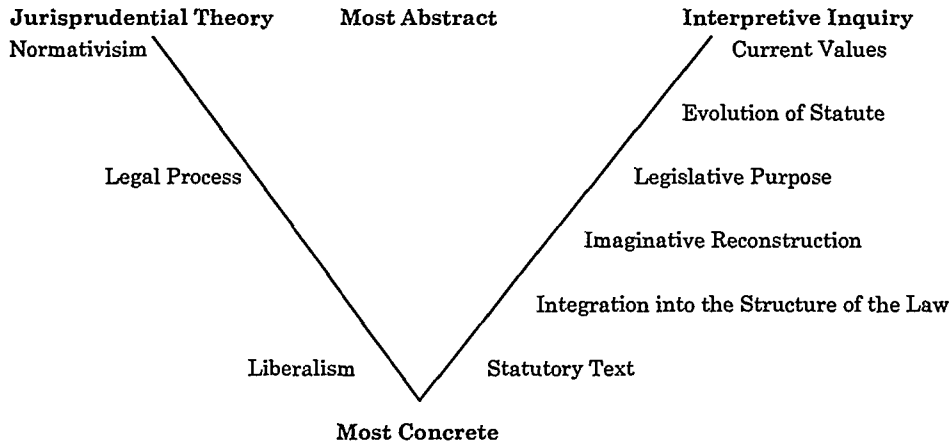 Jurisprudential Theory Most Abstract Interpretive Inquiry
Normativisim Current Values
Evolution of Statute
Legal Process Legislative Purpose
Imaginative Reconstruction
Integration into the Structure of the Law
Liberalism Statutory Text
Most Concrete